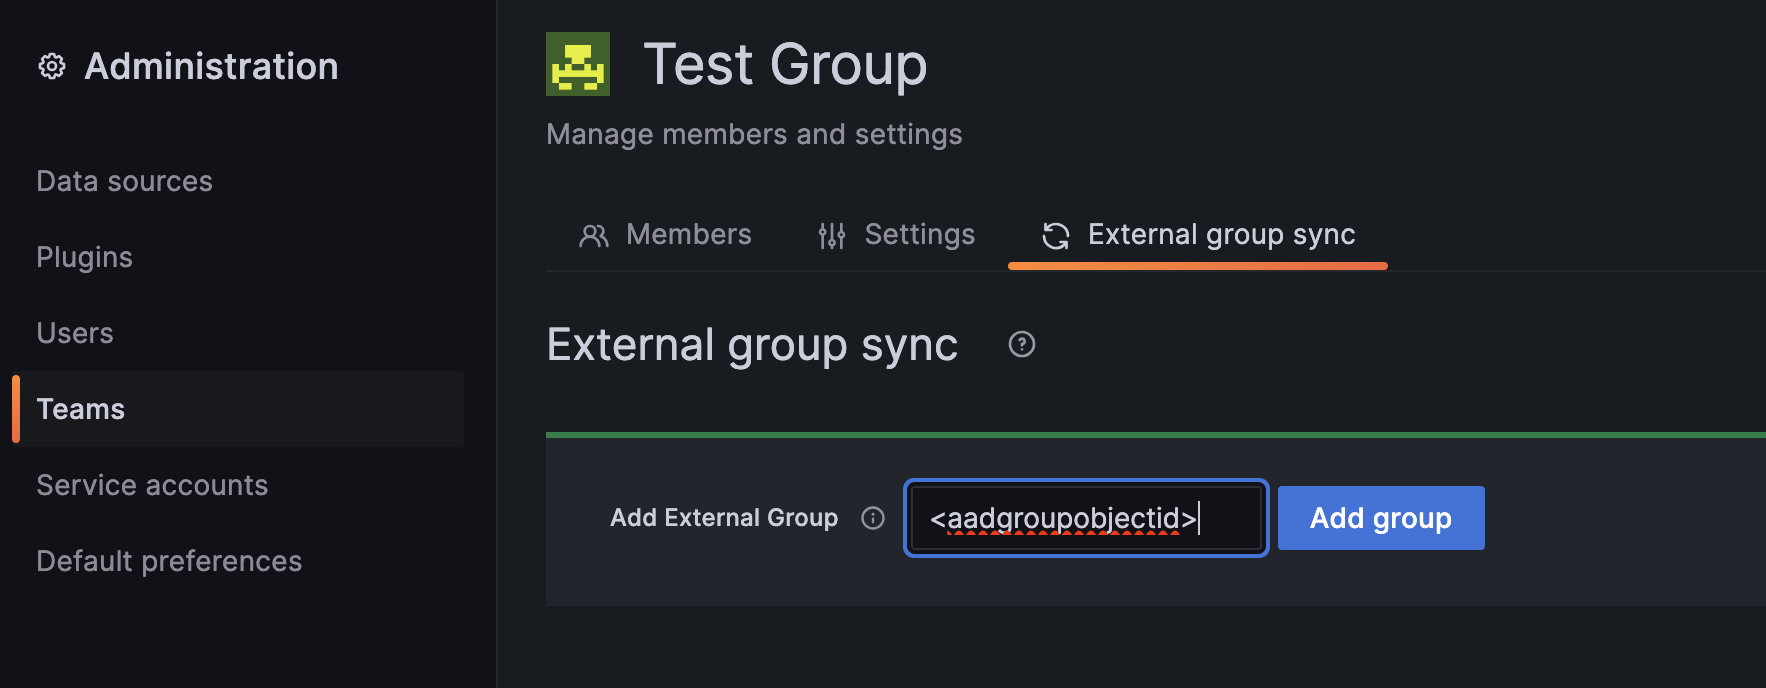 Administration
Data sources
Plugins
Users
Teams
Service accounts
Default preferences
Test Group
Manage members and settings
Members Settings External group sync
External group sync
Add External Group <aadgroupobjectid> Add group